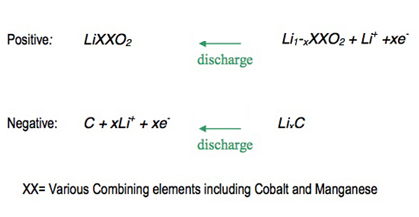 Positive: LiXXO₂ ← Li₁-ₓXXO₂ + Li⁺ +xe⁻
discharge
Negative: C + xLi⁺ + xe⁻ ← LiᵥC
discharge
XX= Various Combining elements including Cobalt and Manganese